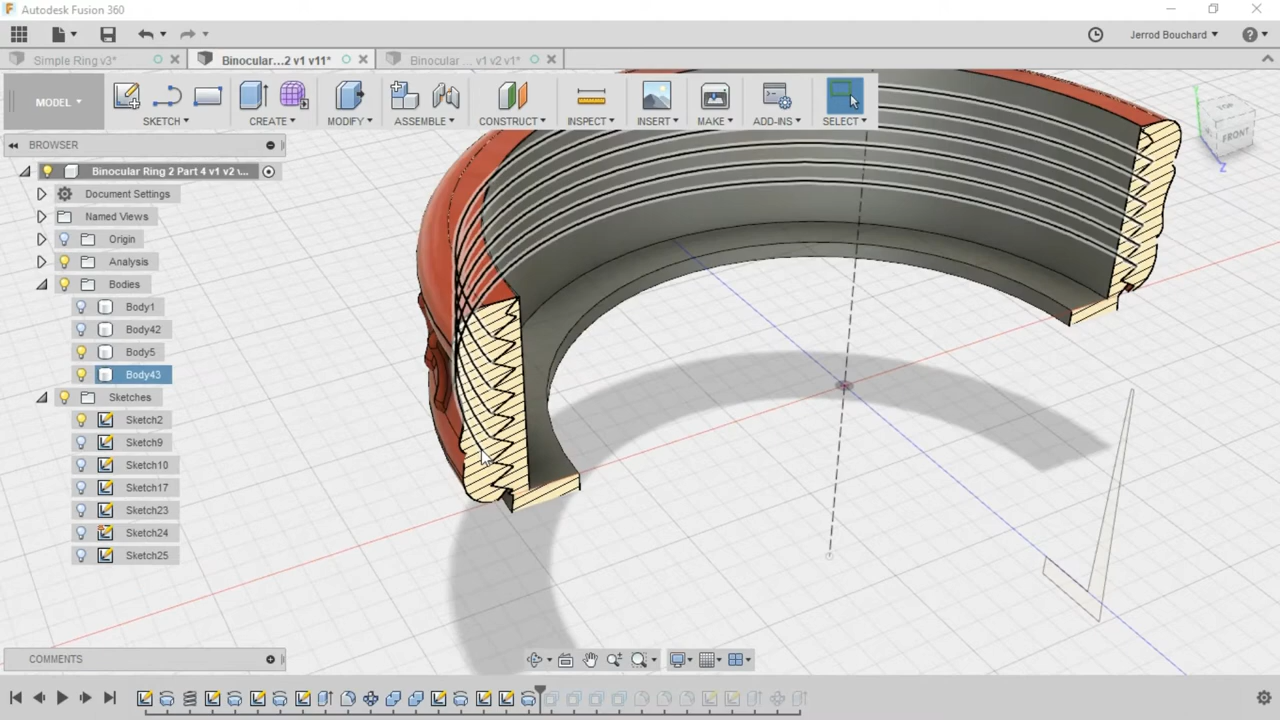 Autodesk Fusion 360
Jerrod Bouchard
Simple Ring v3*
Binocular...2 v1 v11*
Binocular ... v1 v2 v1*
MODEL
SKETCH
CREATE
MODIFY
ASSEMBLE
CONSTRUCT
INSPECT
INSERT
MAKE
ADD-INS
SELECT
TOP
FRONT
Z
BROWSER
Binocular Ring 2 Part 4 v1 v2 \...
Document Settings
Named Views
Origin
Analysis
Bodies
Body1
Body42
Body5
Body43
Sketches
Sketch2
Sketch9
Sketch10
Sketch17
Sketch23
Sketch24
Sketch25
COMMENTS